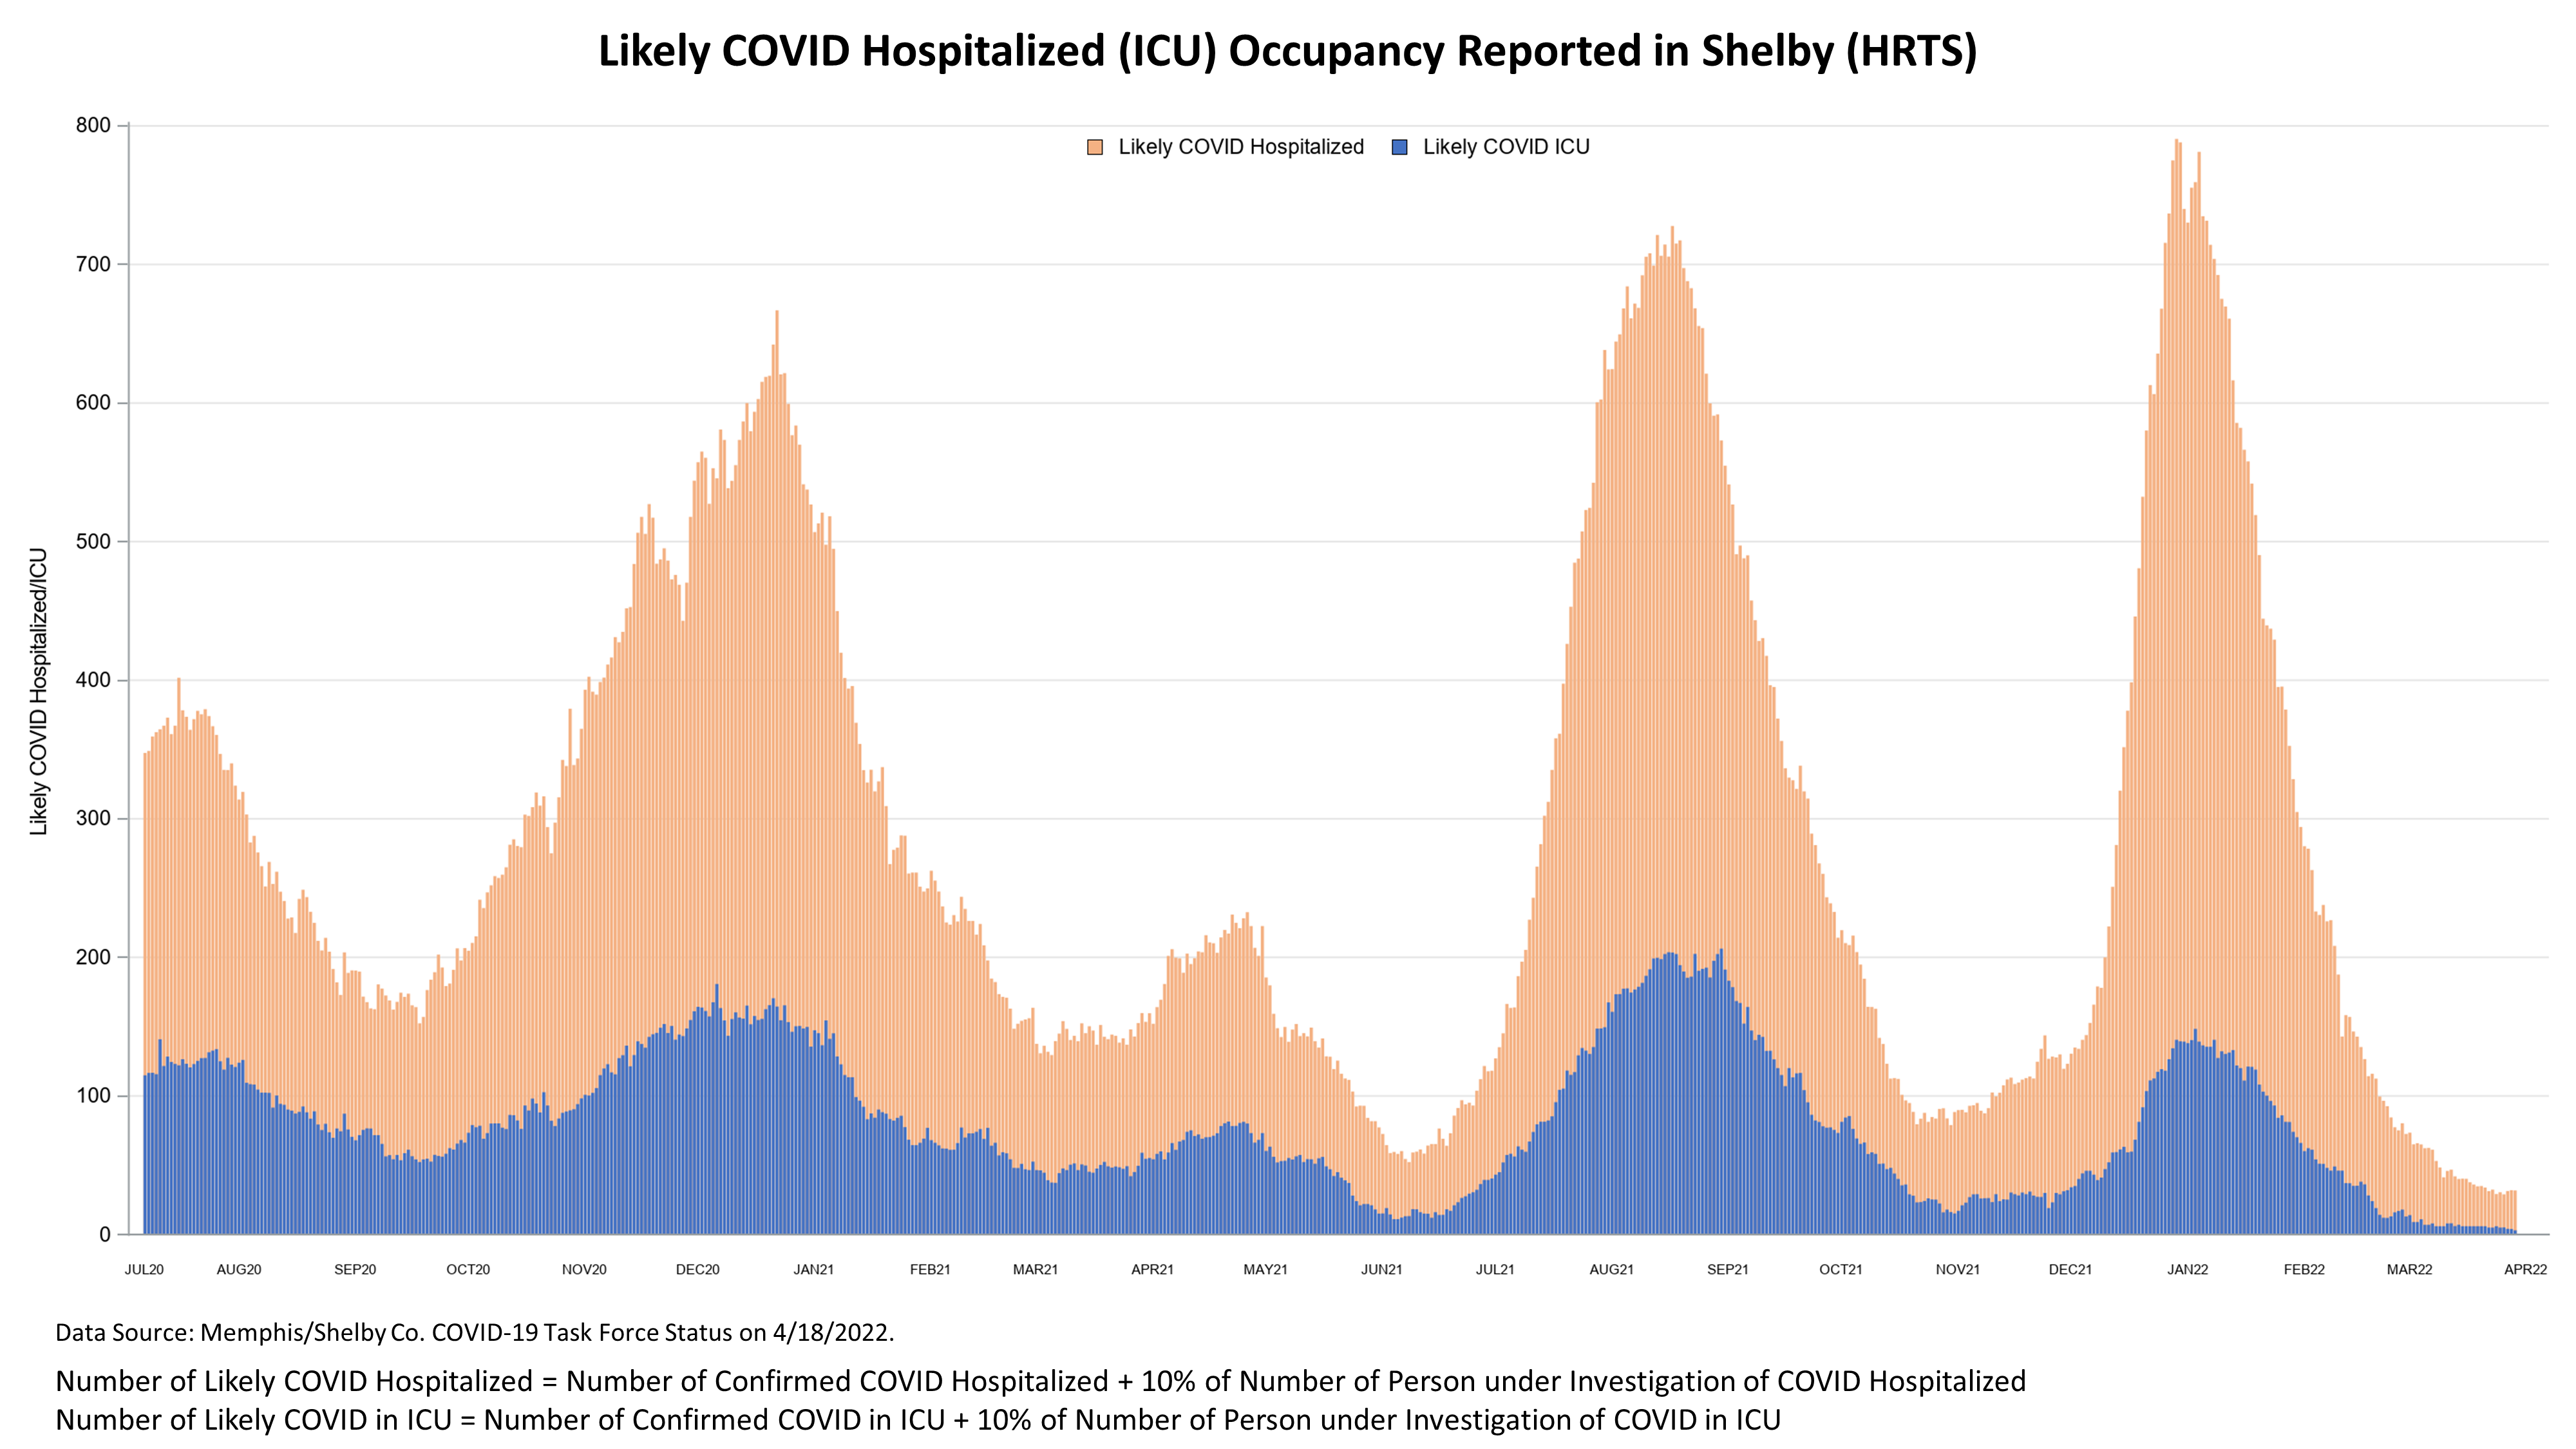 Likely COVID Hospitalized (ICU) Occupancy Reported in Shelby (HRTS)
Likely COVID Hospitalized Likely COVID ICU
Likely COVID Hospitalized/ICU
800
700
600
500
400
300
200
100
0
JUL20 AUG20 SEP20 OCT20 NOV20 DEC20 JAN21 FEB21 MAR21 APR21 MAY21 JUN21 JUL21 AUG21 SEP21 OCT21 NOV21 DEC21 JAN22 FEB22 MAR22 APR22
Data Source: Memphis/Shelby Co. COVID-19 Task Force Status on 4/18/2022.
Number of Likely COVID Hospitalized = Number of Confirmed COVID Hospitalized + 10% of Number of Person under Investigation of COVID Hospitalized
Number of Likely COVID in ICU = Number of Confirmed COVID in ICU + 10% of Number of Person under Investigation of COVID in ICU